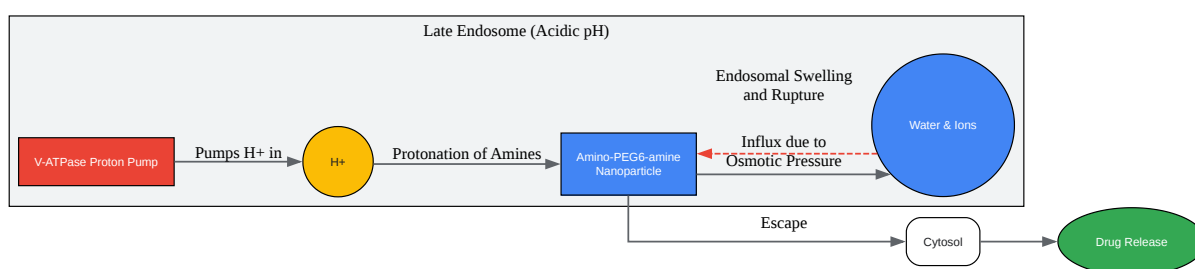 Late Endosome (Acidic pH)
Endosomal Swelling
and Rupture
Water & Ions
V-ATPase Proton Pump
Pumps H+ in
H+
Protonation of Amines
Amino-PEG6-amine
Nanoparticle
Influx due to
Osmotic Pressure
Escape
Cytosol
Drug Release